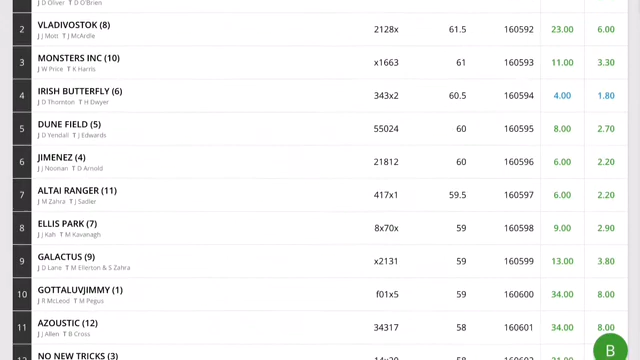 J D Oliver T D O'Brien
2 VLADIVOSTOK (8) 2128x 61.5 160592 23.00 6.00
J J Mott T J McArdle
3 MONSTERS INC (10) x1663 61 160593 11.00 3.30
J W Price T K Harris
4 IRISH BUTTERFLY (6) 343x2 60.5 160594 4.00 1.80
J D Thornton T H Dwyer
5 DUNE FIELD (5) 55024 60 160595 8.00 2.70
J D Yendall T J Edwards
6 JIMENEZ (4) 21812 60 160596 6.00 2.20
J J Noonan T D Arnold
7 ALTAI RANGER (11) 417x1 59.5 160597 6.00 2.20
J M Zahra T J Sadler
8 ELLIS PARK (7) 8x70x 59 160598 9.00 2.90
J J Kah T M Kavanagh
9 GALACTUS (9) x2131 59 160599 13.00 3.80
J D Lane T M Ellerton & S Zahra
10 GOTTALUVJIMMY (1) f01x5 59 160600 34.00 8.00
J R McLeod T M Pegus
11 AZOUSTIC (12) 34317 58 160601 34.00 8.00
J J Allen T B Cross
NO NEW TRICKS (3) 58 160602
B